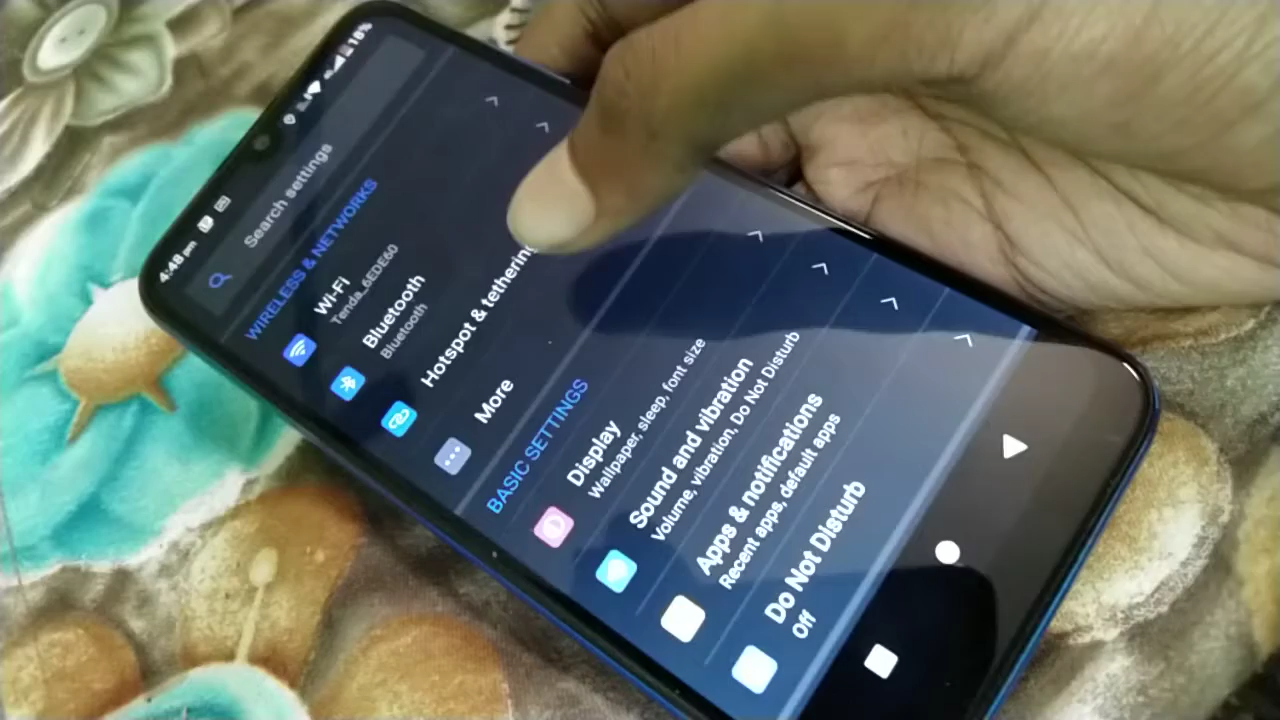 4:48 pm
18%
Search settings
WIRELESS & NETWORKS
Wi-Fi
Tenda_6EDE60
Bluetooth
Bluetooth
Hotspot & tethering
More
BASIC SETTINGS
Display
Wallpaper, sleep, font size
Sound and vibration
Volume, vibration, Do Not Disturb
Apps & notifications
Recent apps, default apps
Do Not Disturb
Off